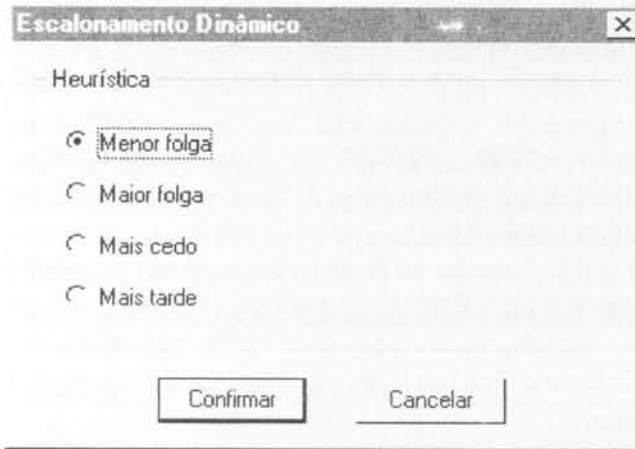 Escalonamento Dinâmico
Heurística
Menor folga
Maior folga
Mais cedo
Mais tarde
Confirmar Cancelar